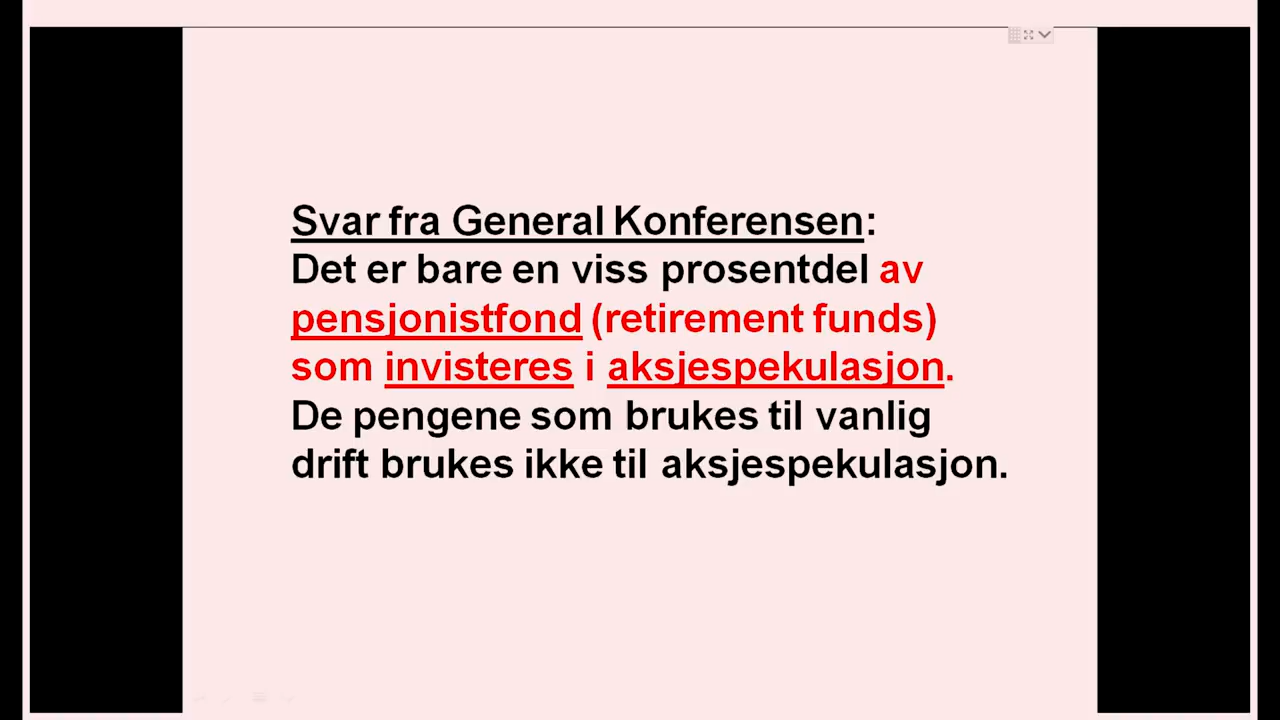 Svar fra General Konferensen:
Det er bare en viss prosentdel av
pensjonistfond (retirement funds)
som invisteres i aksjespekulasjon.
De pengene som brukes til vanlig
drift brukes ikke til aksjespekulasjon.